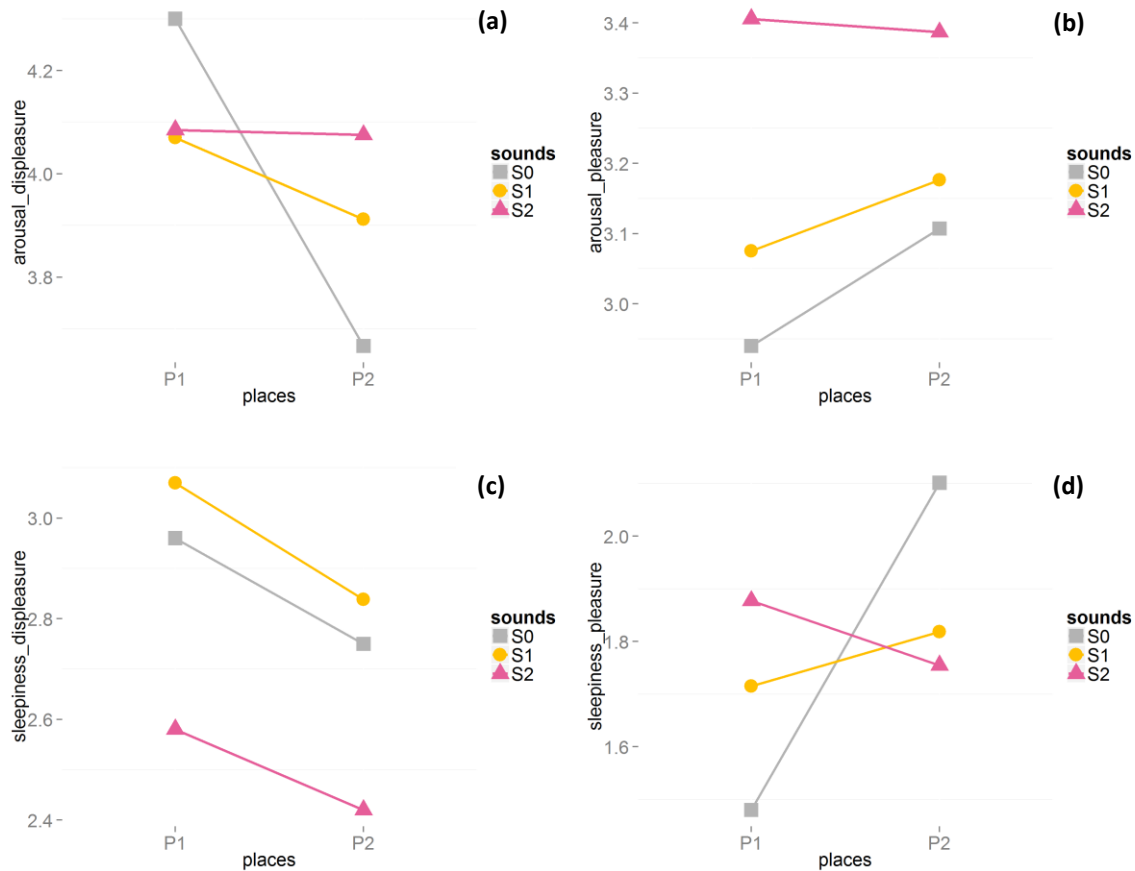 (a)
4.2
4.0
3.8
arousal_displeasure
P1 P2
places
sounds
S0
S1
S2
(b)
3.4
3.3
3.2
3.1
3.0
arousal_pleasure
P1 P2
places
sounds
S0
S1
S2
(c)
3.0
2.8
2.6
2.4
sleepiness_displeasure
P1 P2
places
sounds
S0
S1
S2
(d)
2.0
1.8
1.6
sleepiness_pleasure
P1 P2
places
sounds
S0
S1
S2